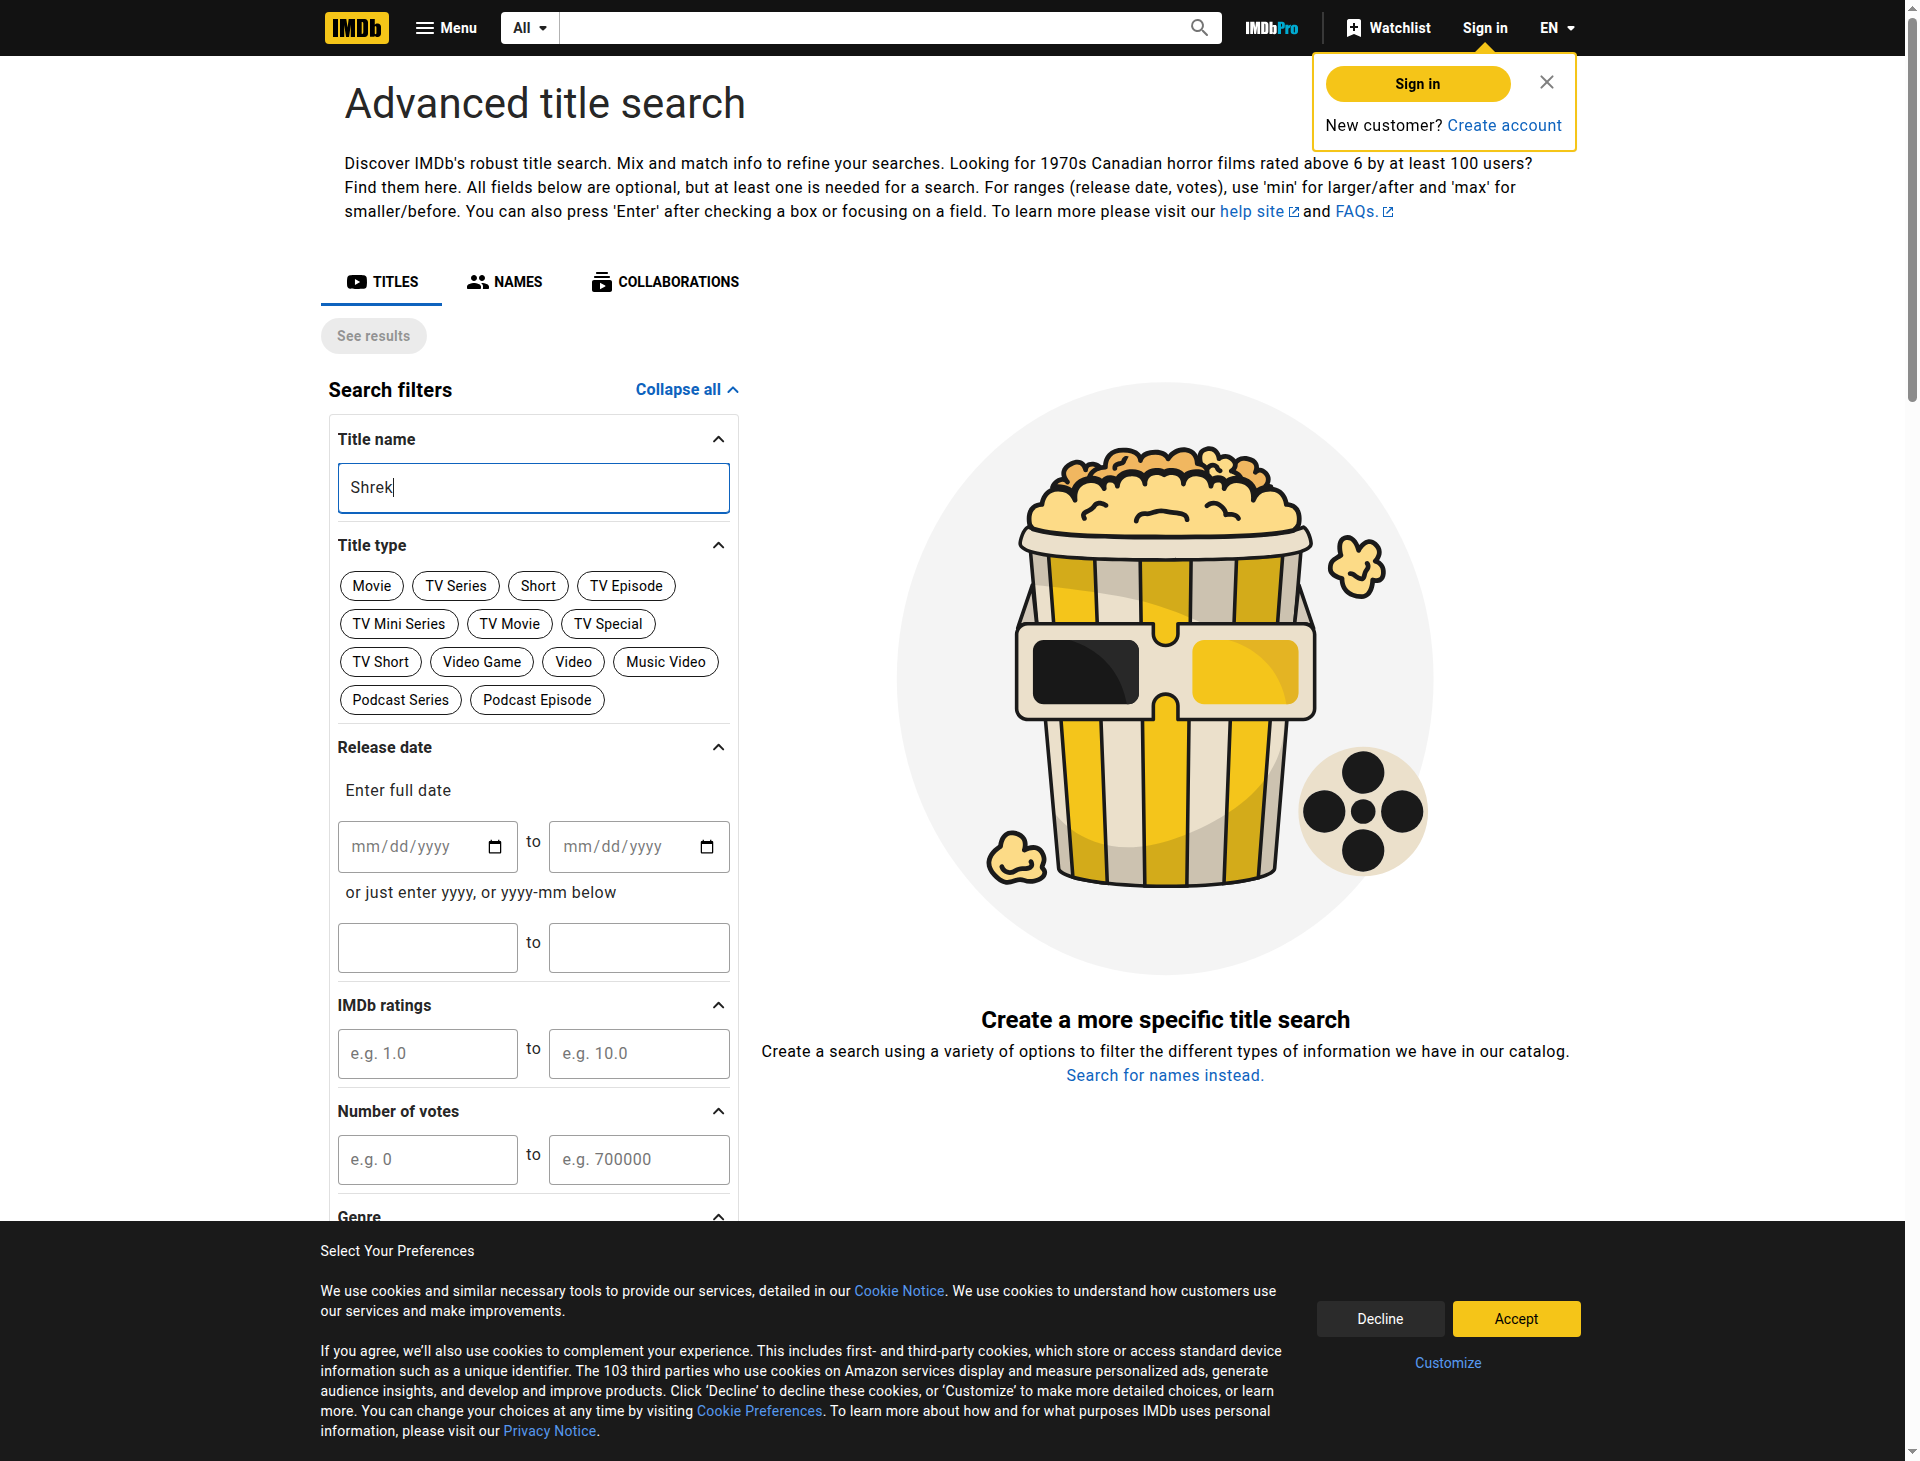 IMDb Menu All IMDbPro Watchlist Sign in EN
Sign in
New customer? Create account
Advanced title search
Discover IMDb's robust title search. Mix and match info to refine your searches. Looking for 1970s Canadian horror films rated above 6 by at least 100 users?
Find them here. All fields below are optional, but at least one is needed for a search. For ranges (release date, votes), use 'min' for larger/after and 'max' for
smaller/before. You can also press 'Enter' after checking a box or focusing on a field. To learn more please visit our help site and FAQs.
TITLES NAMES COLLABORATIONS
See results
Search filters Collapse all
Title name
Shrek
Title type
Movie TV Series Short TV Episode
TV Mini Series TV Movie TV Special
TV Short Video Game Video Music Video
Podcast Series Podcast Episode
Release date
Enter full date
mm/dd/yyyy to mm/dd/yyyy
or just enter yyyy, or yyyy-mm below
to
IMDb ratings
e.g. 1.0 to e.g. 10.0
Number of votes
e.g. 0 to e.g. 700000
Genre
Create a more specific title search
Create a search using a variety of options to filter the different types of information we have in our catalog.
Search for names instead.
Select Your Preferences
We use cookies and similar necessary tools to provide our services, detailed in our Cookie Notice. We use cookies to understand how customers use
our services and make improvements.
If you agree, we'll also use cookies to complement your experience. This includes first- and third-party cookies, which store or access standard device
information such as a unique identifier. The 103 third parties who use cookies on Amazon services display and measure personalized ads, generate
audience insights, and develop and improve products. Click ‘Decline’ to decline these cookies, or ‘Customize’ to make more detailed choices, or learn
more. You can change your choices at any time by visiting Cookie Preferences. To learn more about how and for what purposes IMDb uses personal
information, please visit our Privacy Notice.
Decline Accept
Customize